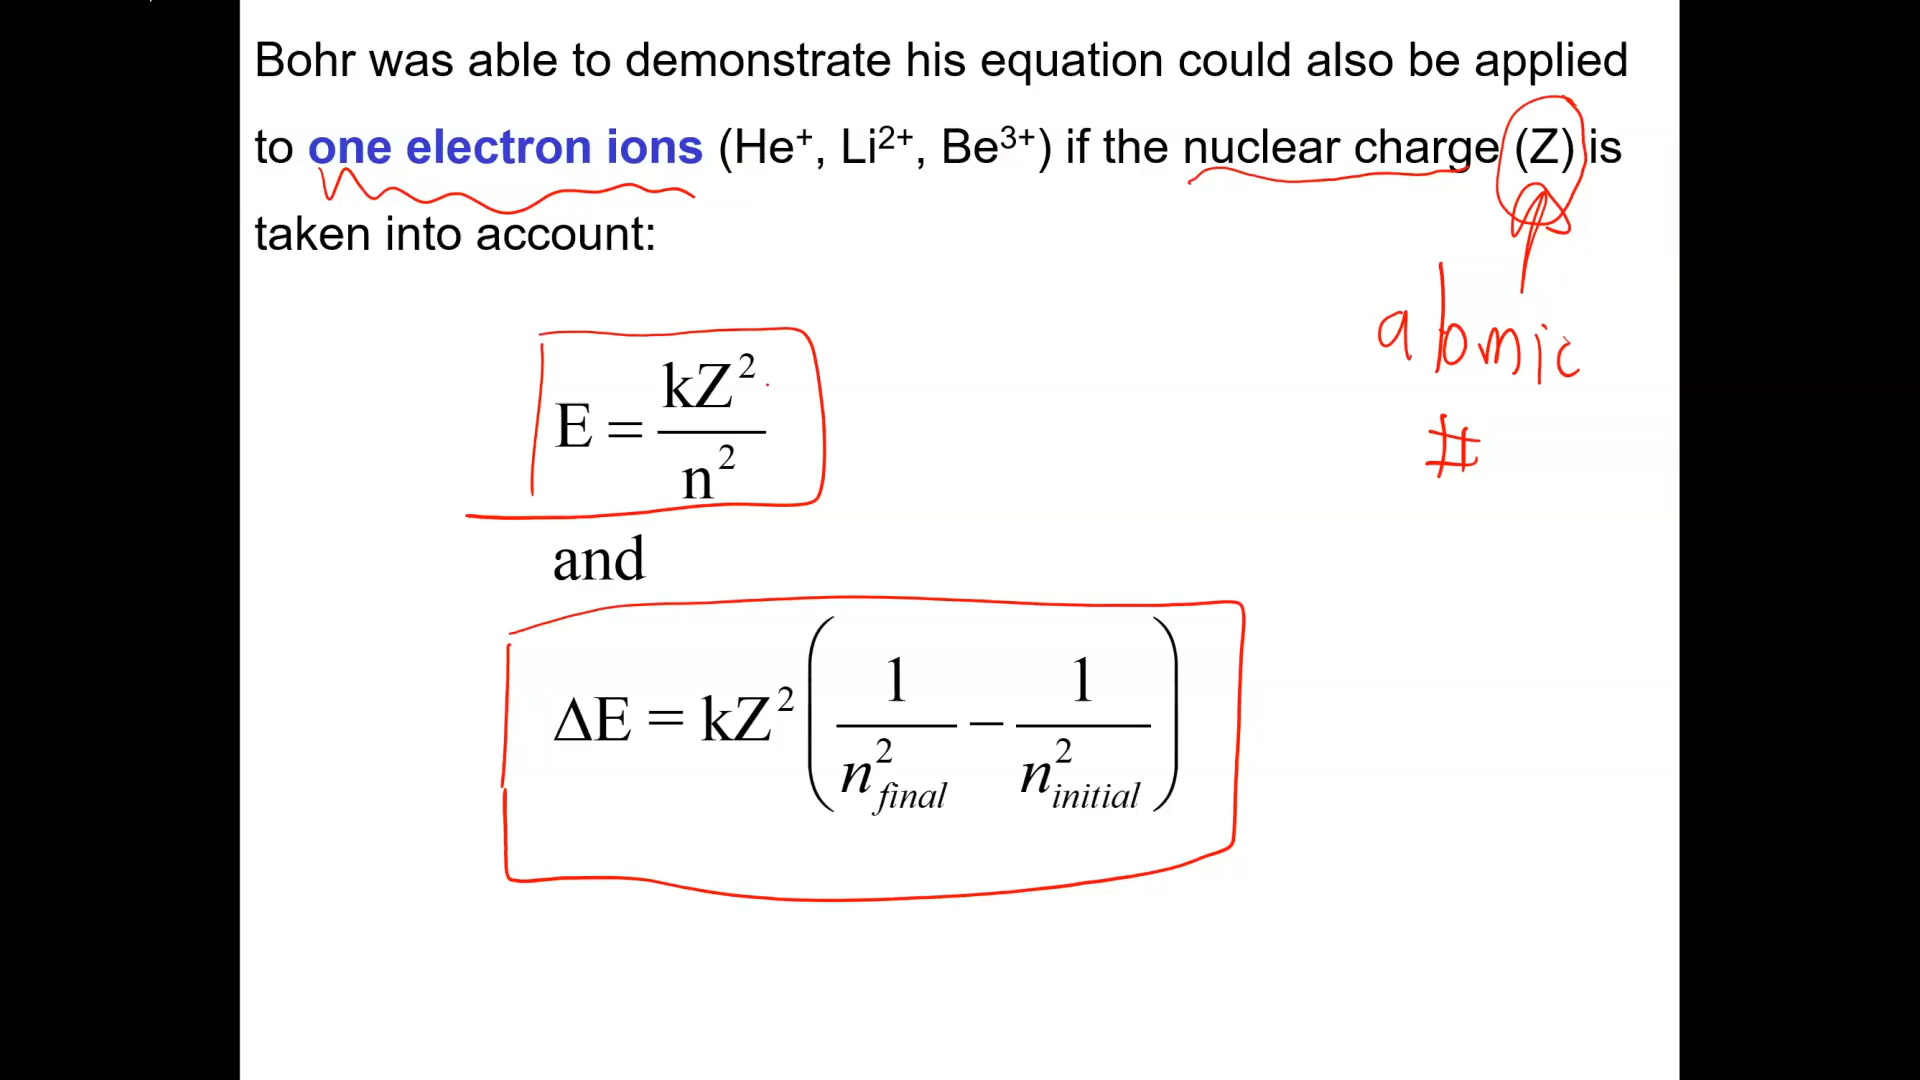 Bohr was able to demonstrate his equation could also be applied
to one electron ions (He⁺, Li²⁺, Be³⁺) if the nuclear charge (Z) is
taken into account:
atomic
#
E = kZ² / n²
and
ΔE = kZ² ( 1 / n²final − 1 / n²initial )